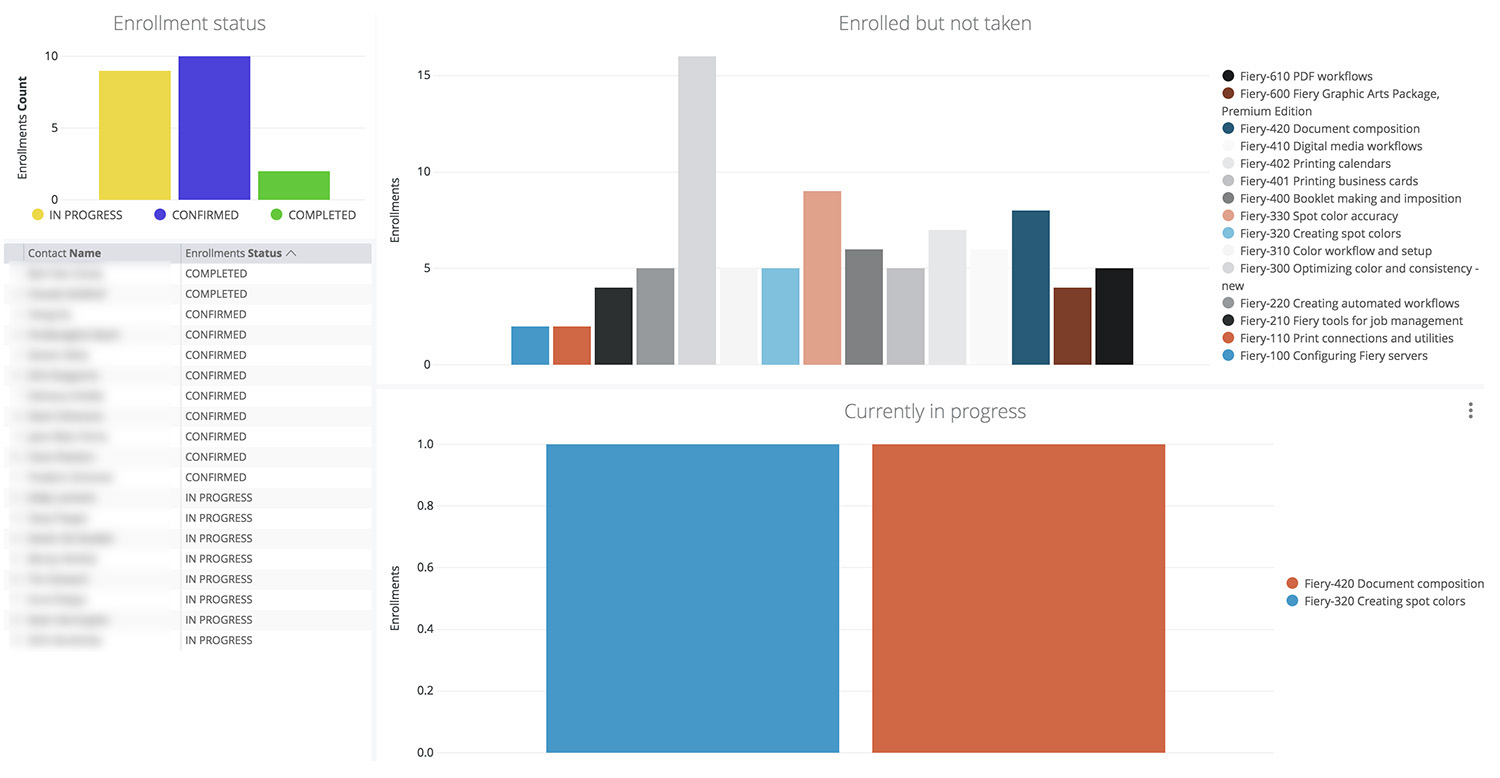 Enrollment status
10
5
0
Enrollments Count
IN PROGRESS
CONFIRMED
COMPLETED
Contact Name
Enrollments Status
COMPLETED
COMPLETED
CONFIRMED
CONFIRMED
CONFIRMED
CONFIRMED
CONFIRMED
CONFIRMED
CONFIRMED
CONFIRMED
CONFIRMED
IN PROGRESS
IN PROGRESS
IN PROGRESS
IN PROGRESS
IN PROGRESS
IN PROGRESS
IN PROGRESS
IN PROGRESS
Enrolled but not taken
15
10
5
0
Enrollments
Fiery-610 PDF workflows
Fiery-600 Fiery Graphic Arts Package,
Premium Edition
Fiery-420 Document composition
Fiery-410 Digital media workflows
Fiery-402 Printing calendars
Fiery-401 Printing business cards
Fiery-400 Booklet making and imposition
Fiery-330 Spot color accuracy
Fiery-320 Creating spot colors
Fiery-310 Color workflow and setup
Fiery-300 Optimizing color and consistency -
new
Fiery-220 Creating automated workflows
Fiery-210 Fiery tools for job management
Fiery-110 Print connections and utilities
Fiery-100 Configuring Fiery servers
Currently in progress
1.0
0.8
0.6
0.4
0.2
0.0
Enrollments
Fiery-420 Document composition
Fiery-320 Creating spot colors